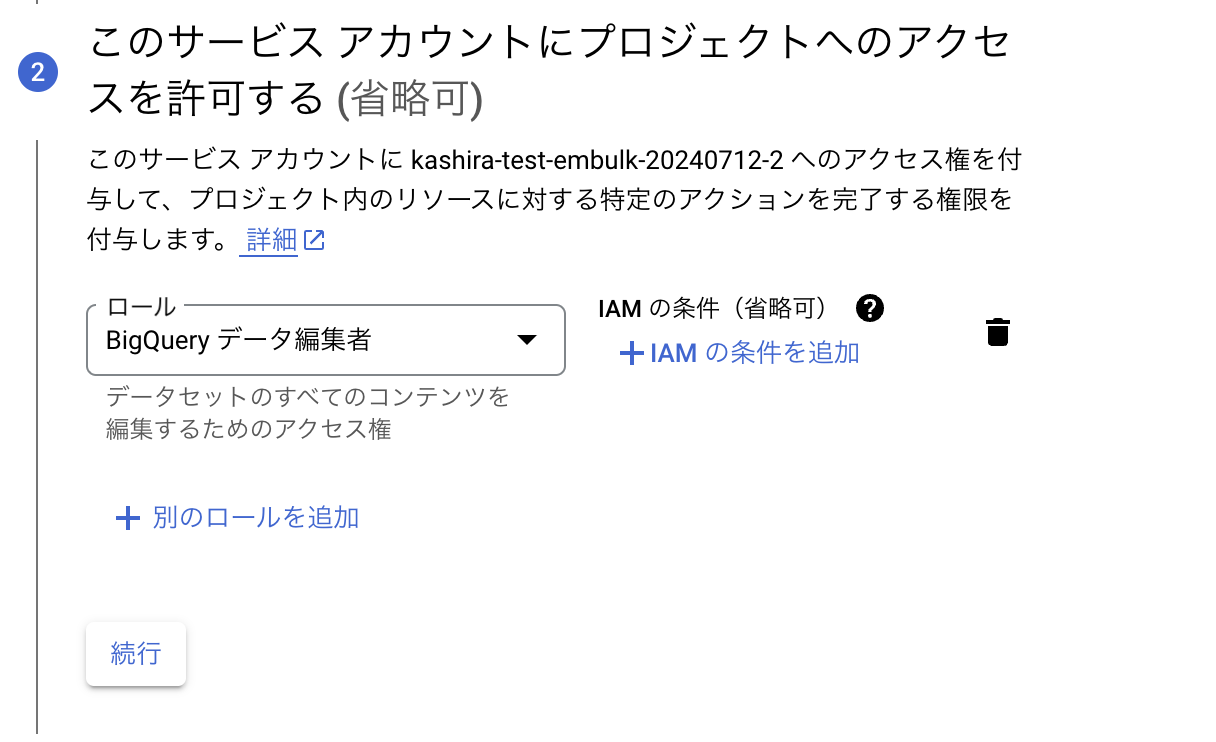 2
このサービス アカウントにプロジェクトへのアクセ
スを許可する (省略可)
このサービス アカウントに kashira-test-embulk-20240712-2 へのアクセス権を付
与して、プロジェクト内のリソースに対する特定のアクションを完了する権限を
付与します。 詳細
ロール
BigQuery データ編集者
データセットのすべてのコンテンツを
編集するためのアクセス権
IAM の条件（省略可） ?
IAM の条件を追加
別のロールを追加
続行